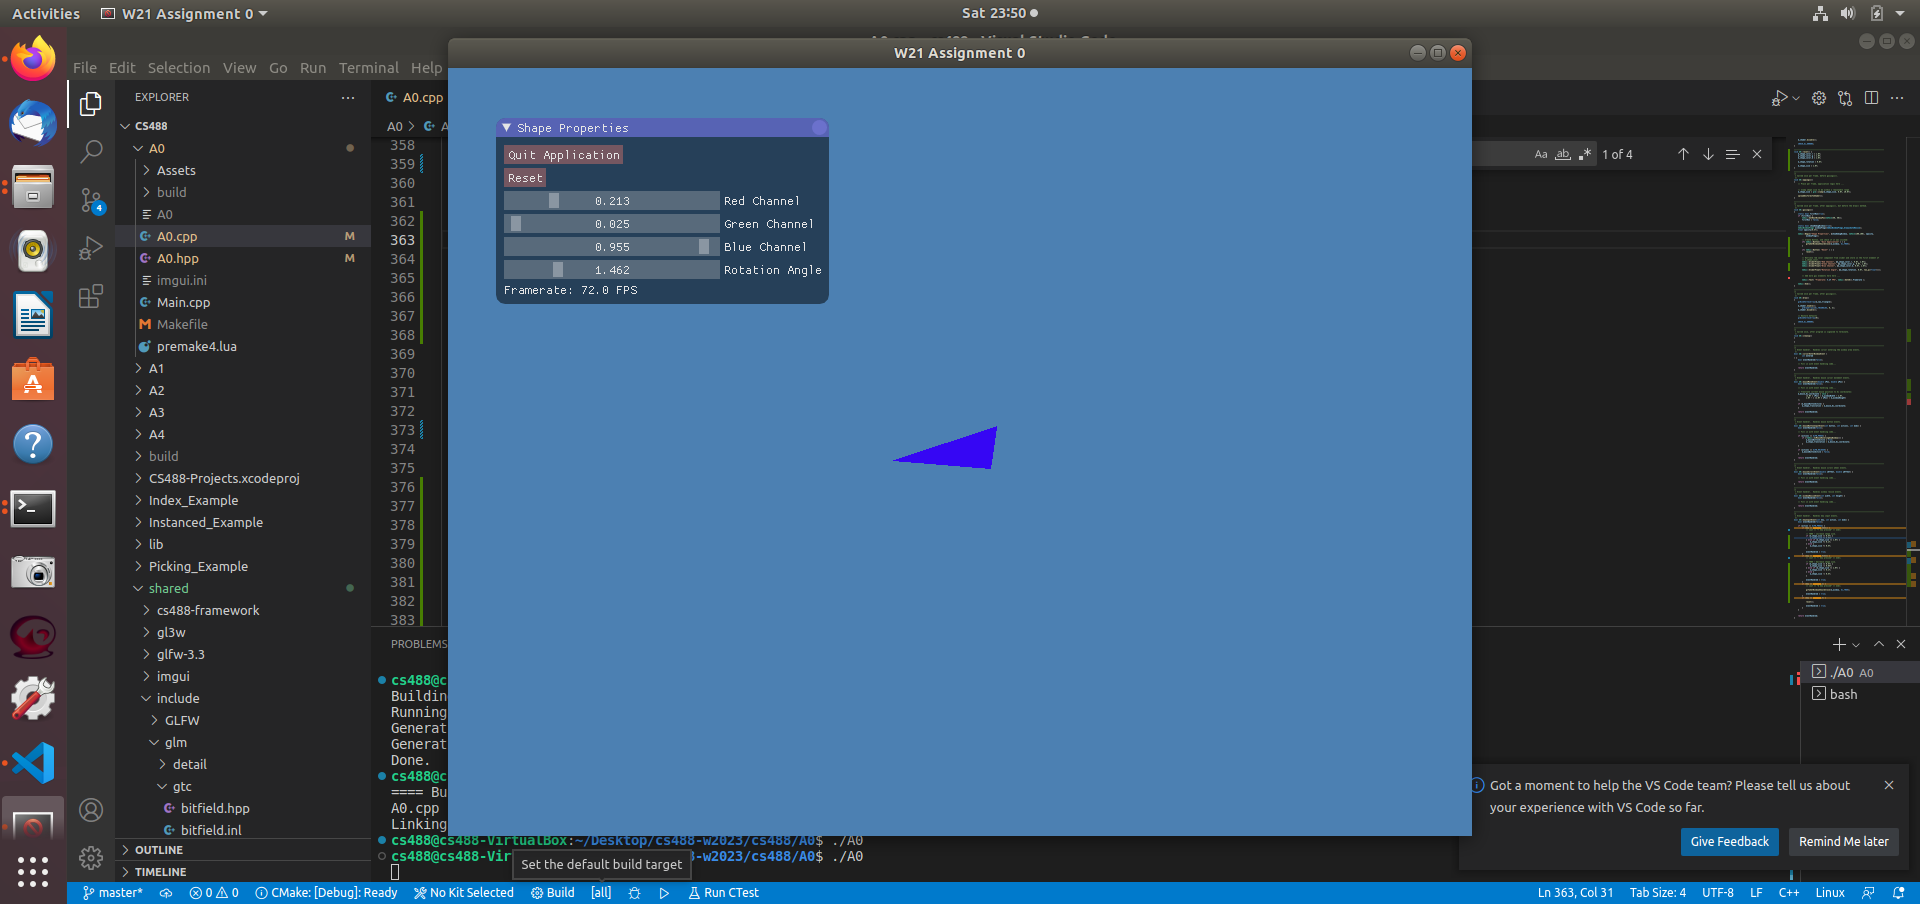 Activities
W21 Assignment 0
Sat 23:50
W21 Assignment 0
File Edit Selection View Go Run Terminal Help
EXPLORER
CS488
A0
Assets
build
A0
A0.cpp M
A0.hpp M
imgui.ini
Main.cpp
Makefile
premake4.lua
A1
A2
A3
A4
build
CS488-Projects.xcodeproj
Index_Example
Instanced_Example
lib
Picking_Example
shared
cs488-framework
gl3w
glfw-3.3
imgui
include
GLFW
glm
detail
gtc
bitfield.hpp
bitfield.inl
OUTLINE
TIMELINE
4
A0.cpp
A0
358
359
360
361
362
363
364
365
366
367
368
369
370
371
372
373
374
375
376
377
378
379
380
381
382
383
Shape Properties
Quit Application
Reset
0.213 Red Channel
0.025 Green Channel
0.955 Blue Channel
1.462 Rotation Angle
Framerate: 72.0 FPS
Aa ab 1 of 4
PROBLEMS
cs488@c
Buildin
Running
Generat
Generat
Done.
cs488@c
==== Bu
A0.cpp
Linking
cs488@cs488-VirtualBox:~/Desktop/cs488-w2023/cs488/A0$ ./A0
cs488@cs488-Vir
-w2023/cs488/A0$ ./A0
Set the default build target
./A0 A0
bash
Got a moment to help the VS Code team? Please tell us about
your experience with VS Code so far.
Give Feedback
Remind Me later
master*
0 0
CMake: [Debug]: Ready
No Kit Selected
Build
[all]
Run CTest
Ln 363, Col 31
Tab Size: 4
UTF-8
LF
C++
Linux